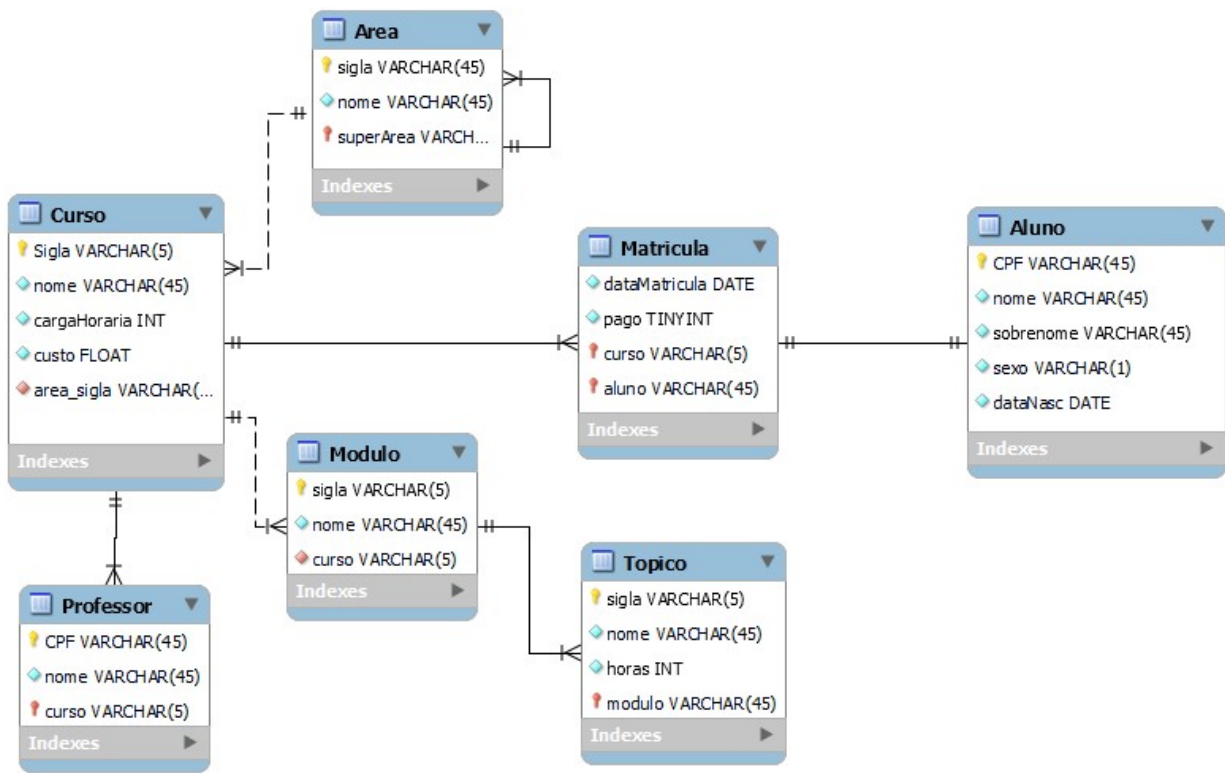 Area
sigla VARCHAR(45)
nome VARCHAR(45)
superArea VARCH...
Indexes
Curso
Sigla VARCHAR(5)
nome VARCHAR(45)
cargaHoraria INT
custo FLOAT
area_sigla VARCHAR(...
Indexes
Matricula
dataMatricula DATE
pago TINYINT
curso VARCHAR(5)
aluno VARCHAR(45)
Indexes
Aluno
CPF VARCHAR(45)
nome VARCHAR(45)
sobrenome VARCHAR(45)
sexo VARCHAR(1)
dataNasc DATE
Indexes
Modulo
sigla VARCHAR(5)
nome VARCHAR(45)
curso VARCHAR(5)
Indexes
Professor
CPF VARCHAR(45)
nome VARCHAR(45)
curso VARCHAR(5)
Indexes
Topico
sigla VARCHAR(5)
nome VARCHAR(45)
horas INT
modulo VARCHAR(45)
Indexes